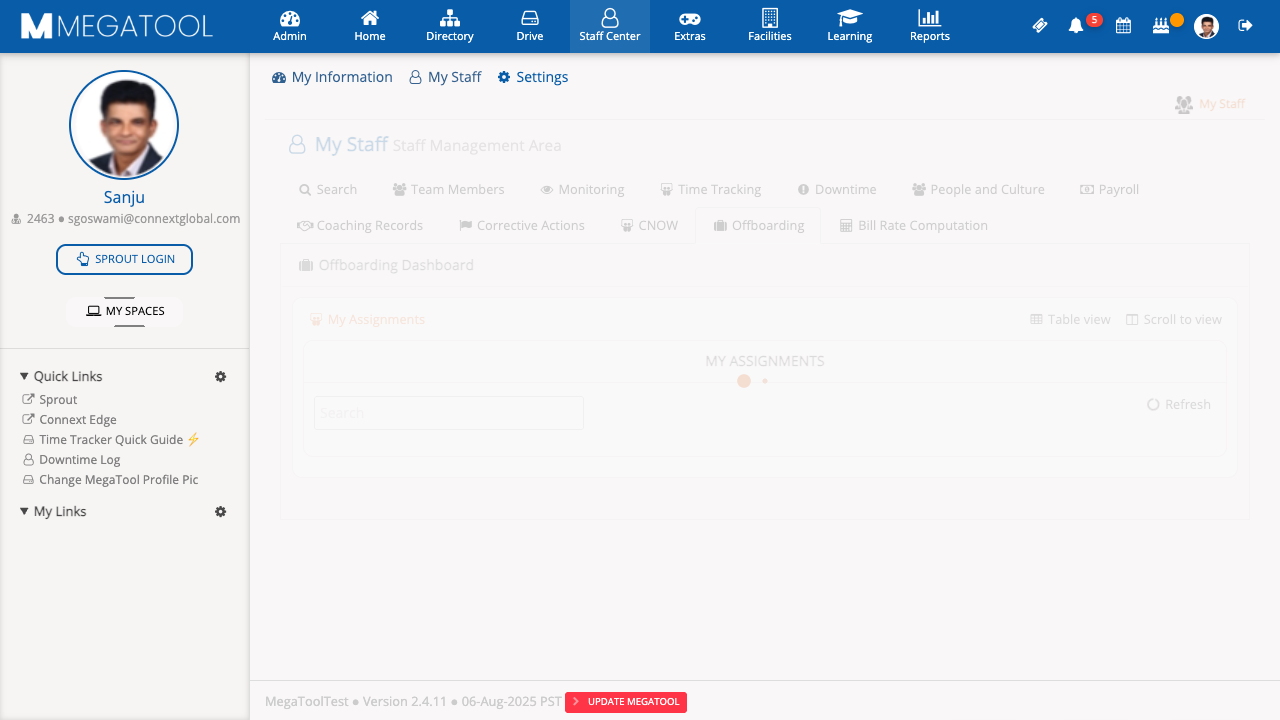 MEGATOOL
Admin
Home
Directory
Drive
Staff Center
Extras
Facilities
Learning
Reports
5
Sanju
2463 ● sgoswami@connextglobal.com
SPROUT LOGIN
MY SPACES
▼ Quick Links
Sprout
Connext Edge
Time Tracker Quick Guide ⚡
Downtime Log
Change MegaTool Profile Pic
▼ My Links
My Information
My Staff
Settings
My Staff
My Staff Staff Management Area
Search
Team Members
Monitoring
Time Tracking
Downtime
People and Culture
Payroll
Coaching Records
Corrective Actions
CNOW
Offboarding
Bill Rate Computation
Offboarding Dashboard
My Assignments
Table view
Scroll to view
MY ASSIGNMENTS
Search
Refresh
MegaToolTest ● Version 2.4.11 ● 06-Aug-2025 PST
UPDATE MEGATOOL